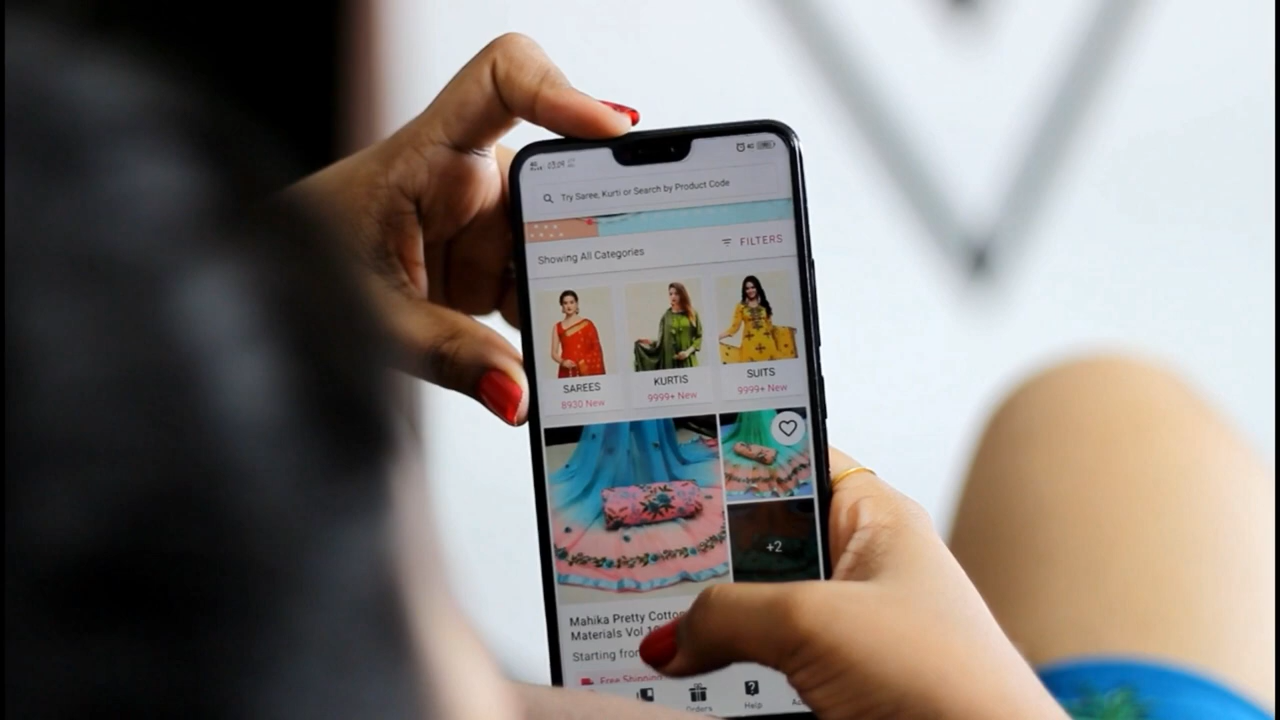 Try Saree, Kurti or Search by Product Code
FILTERS
Showing All Categories
SAREES
KURTIS
SUITS
8930 New
9999+ New
9999+ New
+2
Mahika Pretty Cotton
Materials Vol
Starting from
Free Shipping
Orders
Help